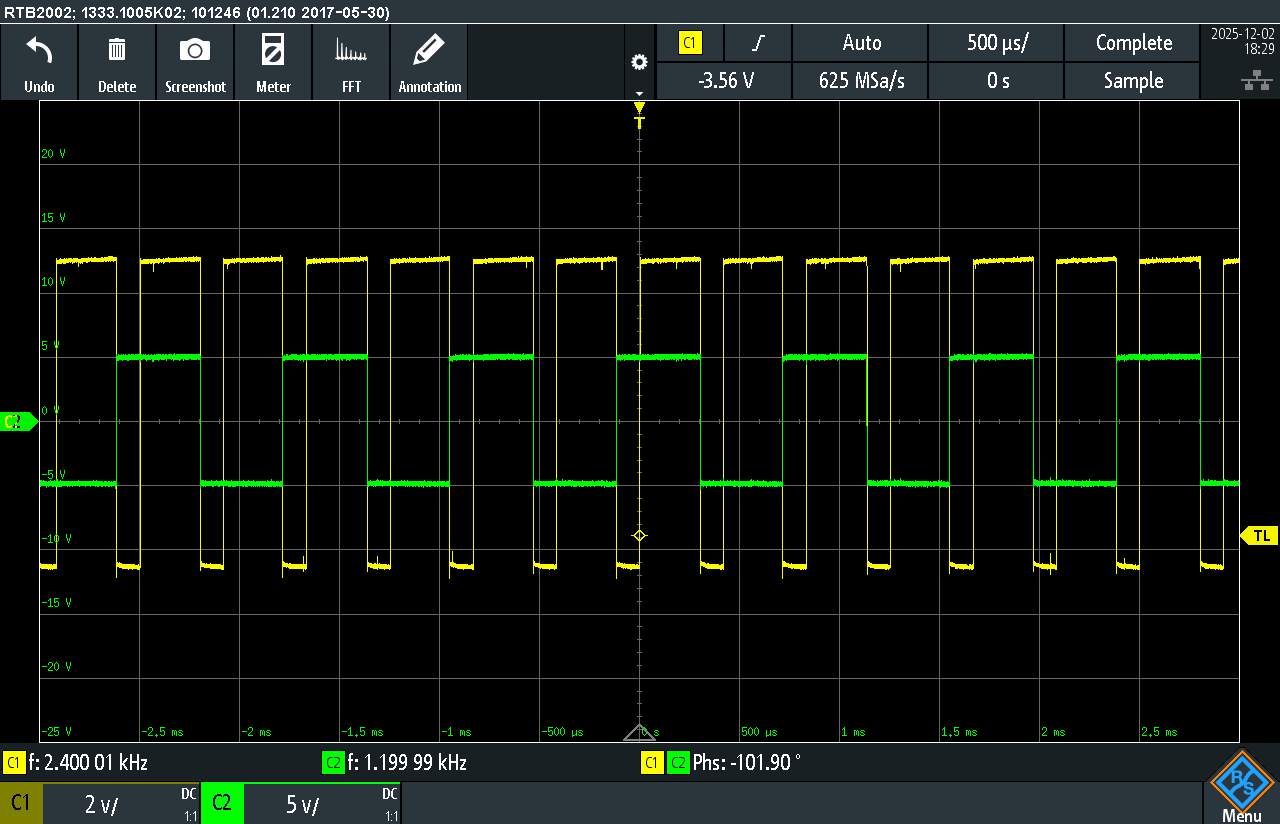 RTB2002; 1333.1005K02; 101246 (01.210 2017-05-30)
Undo
Delete
Screenshot
Meter
FFT
Annotation
C1
Auto
500 µs/
Complete
2025-12-02
18:29
-3.56 V
625 MSa/s
0 s
Sample
T
20 V
15 V
10 V
5 V
0 V
C2
-5 V
-10 V
TL
-15 V
-20 V
-25 V
-2.5 ms
-2 ms
-1.5 ms
-1 ms
-500 µs
0 s
500 µs
1 ms
1.5 ms
2 ms
2.5 ms
C1 f: 2.400 01 kHz
C2 f: 1.199 99 kHz
C1 C2 Phs: -101.90 °
C1
2 V/
DC
1:1
C2
5 V/
DC
1:1
R S
Menu